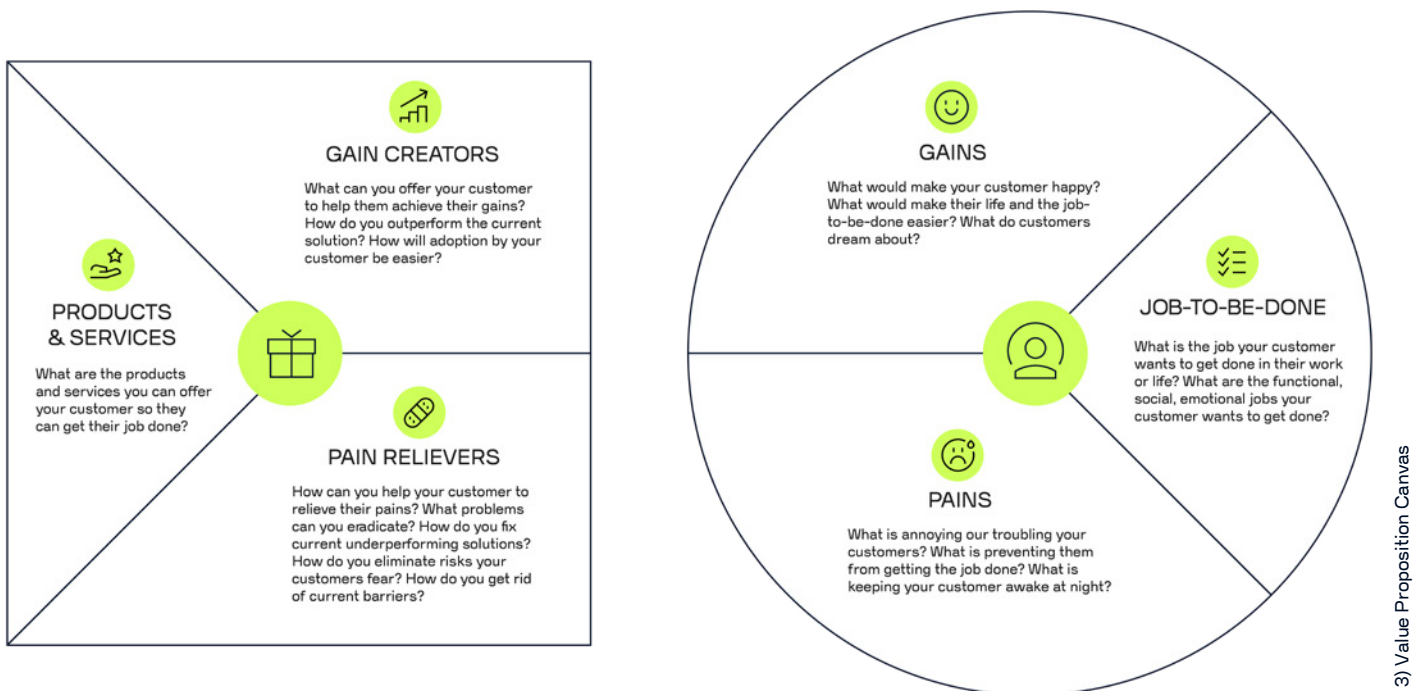 GAIN CREATORS
What can you offer your customer
to help them achieve their gains?
How do you outperform the current
solution? How will adoption by your
customer be easier?
PRODUCTS
& SERVICES
What are the products
and services you can offer
your customer so they
can get their job done?
PAIN RELIEVERS
How can you help your customer to
relieve their pains? What problems
can you eradicate? How do you fix
current underperforming solutions?
How do you eliminate risks your
customers fear? How do you get rid
of current barriers?
GAINS
What would make your customer happy?
What would make their life and the job-
to-be-done easier? What do customers
dream about?
JOB-TO-BE-DONE
What is the job your customer
wants to get done in their work
or life? What are the functional,
social, emotional jobs your
customer wants to get done?
PAINS
What is annoying our troubling your
customers? What is preventing them
from getting the job done? What is
keeping your customer awake at night?
3) Value Proposition Canvas